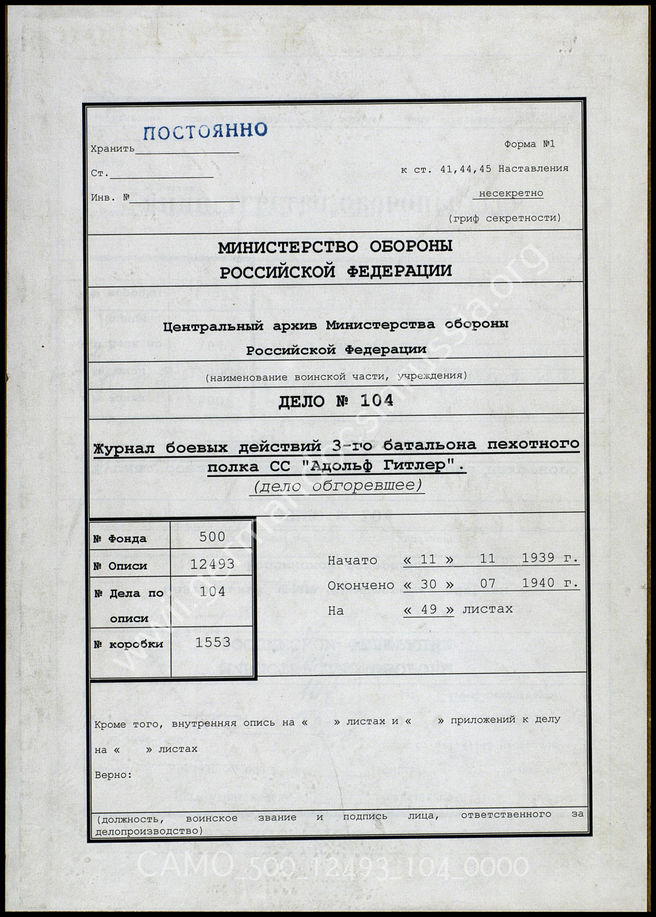 ПОСТОЯННО
Хранить
Ст.
Инв. №
Форма №1
к ст. 41,44,45 Наставления
несекретно
(гриф секретности)
МИНИСТЕРСТВО ОБОРОНЫ
РОССИЙСКОЙ ФЕДЕРАЦИИ
Центральный архив Министерства обороны
Российской Федерации
(наименование воинской части, учреждения)
ДЕЛО № 104
Журнал боевых действий 3-го батальона пехотного
полка СС "Адольф Гитлер".
(дело обгоревшее)
№ Фонда 500
№ Описи 12493
№ Дела по 104
описи
№ коробки 1553
Начато « 11 » 11 1939 г.
Окончено « 30 » 07 1940 г.
На « 49 » листах
Кроме того, внутренняя опись на « » листах и « » приложений к делу
на « » листах
Верно:
(должность, воинское звание и подпись лица, ответственного за
делопроизводство)
CAMO_500_12493_104_0000